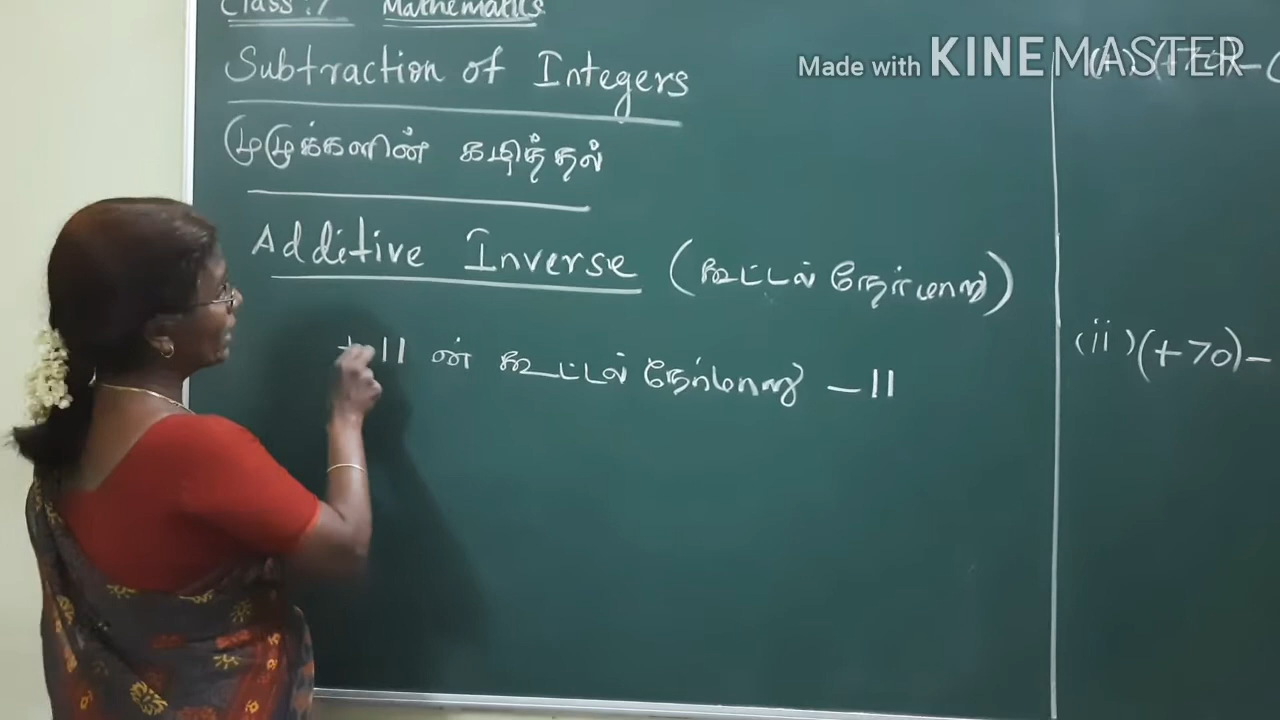 Class : 7 Mathematics
Subtraction of Integers
முழுக்களின் கழித்தல்
Additive Inverse (கூட்டல் நேர்மாறு)
+11 ன் கூட்டல் நேர்மாறு -11
Made with KINEMASTER
(i) (+70) - (
(ii) (+70) -